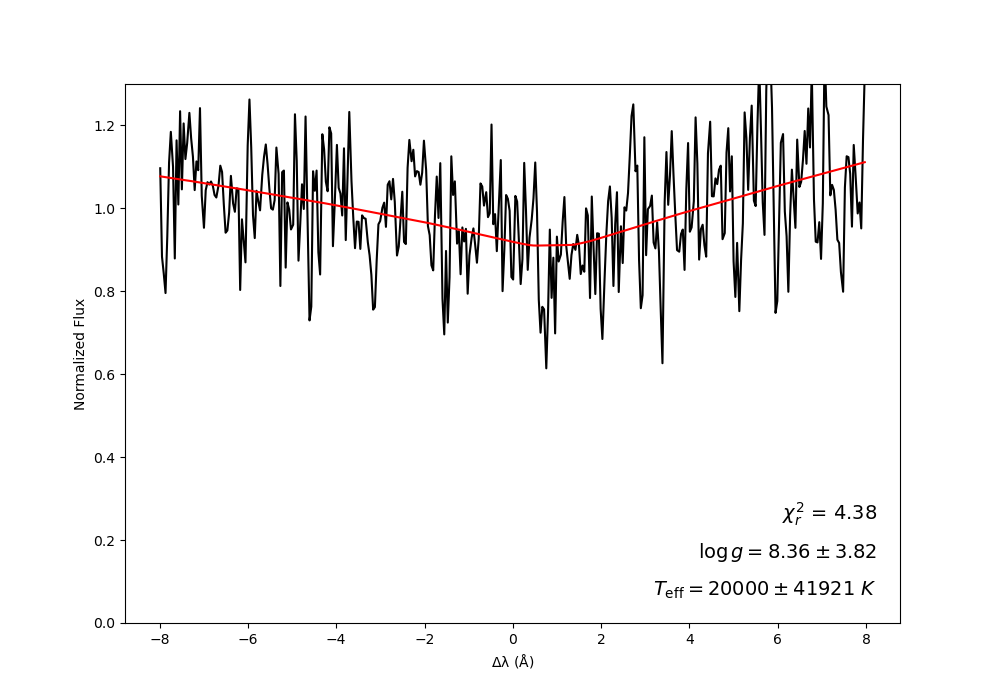 1.2
1.0
0.8
0.6
0.4
0.2
0.0
Normalized Flux
χ²ᵣ = 4.38
log g = 8.36 ± 3.82
T_eff = 20000 ± 41921 K
−8 −6 −4 −2 0 2 4 6 8
Δλ (Å)